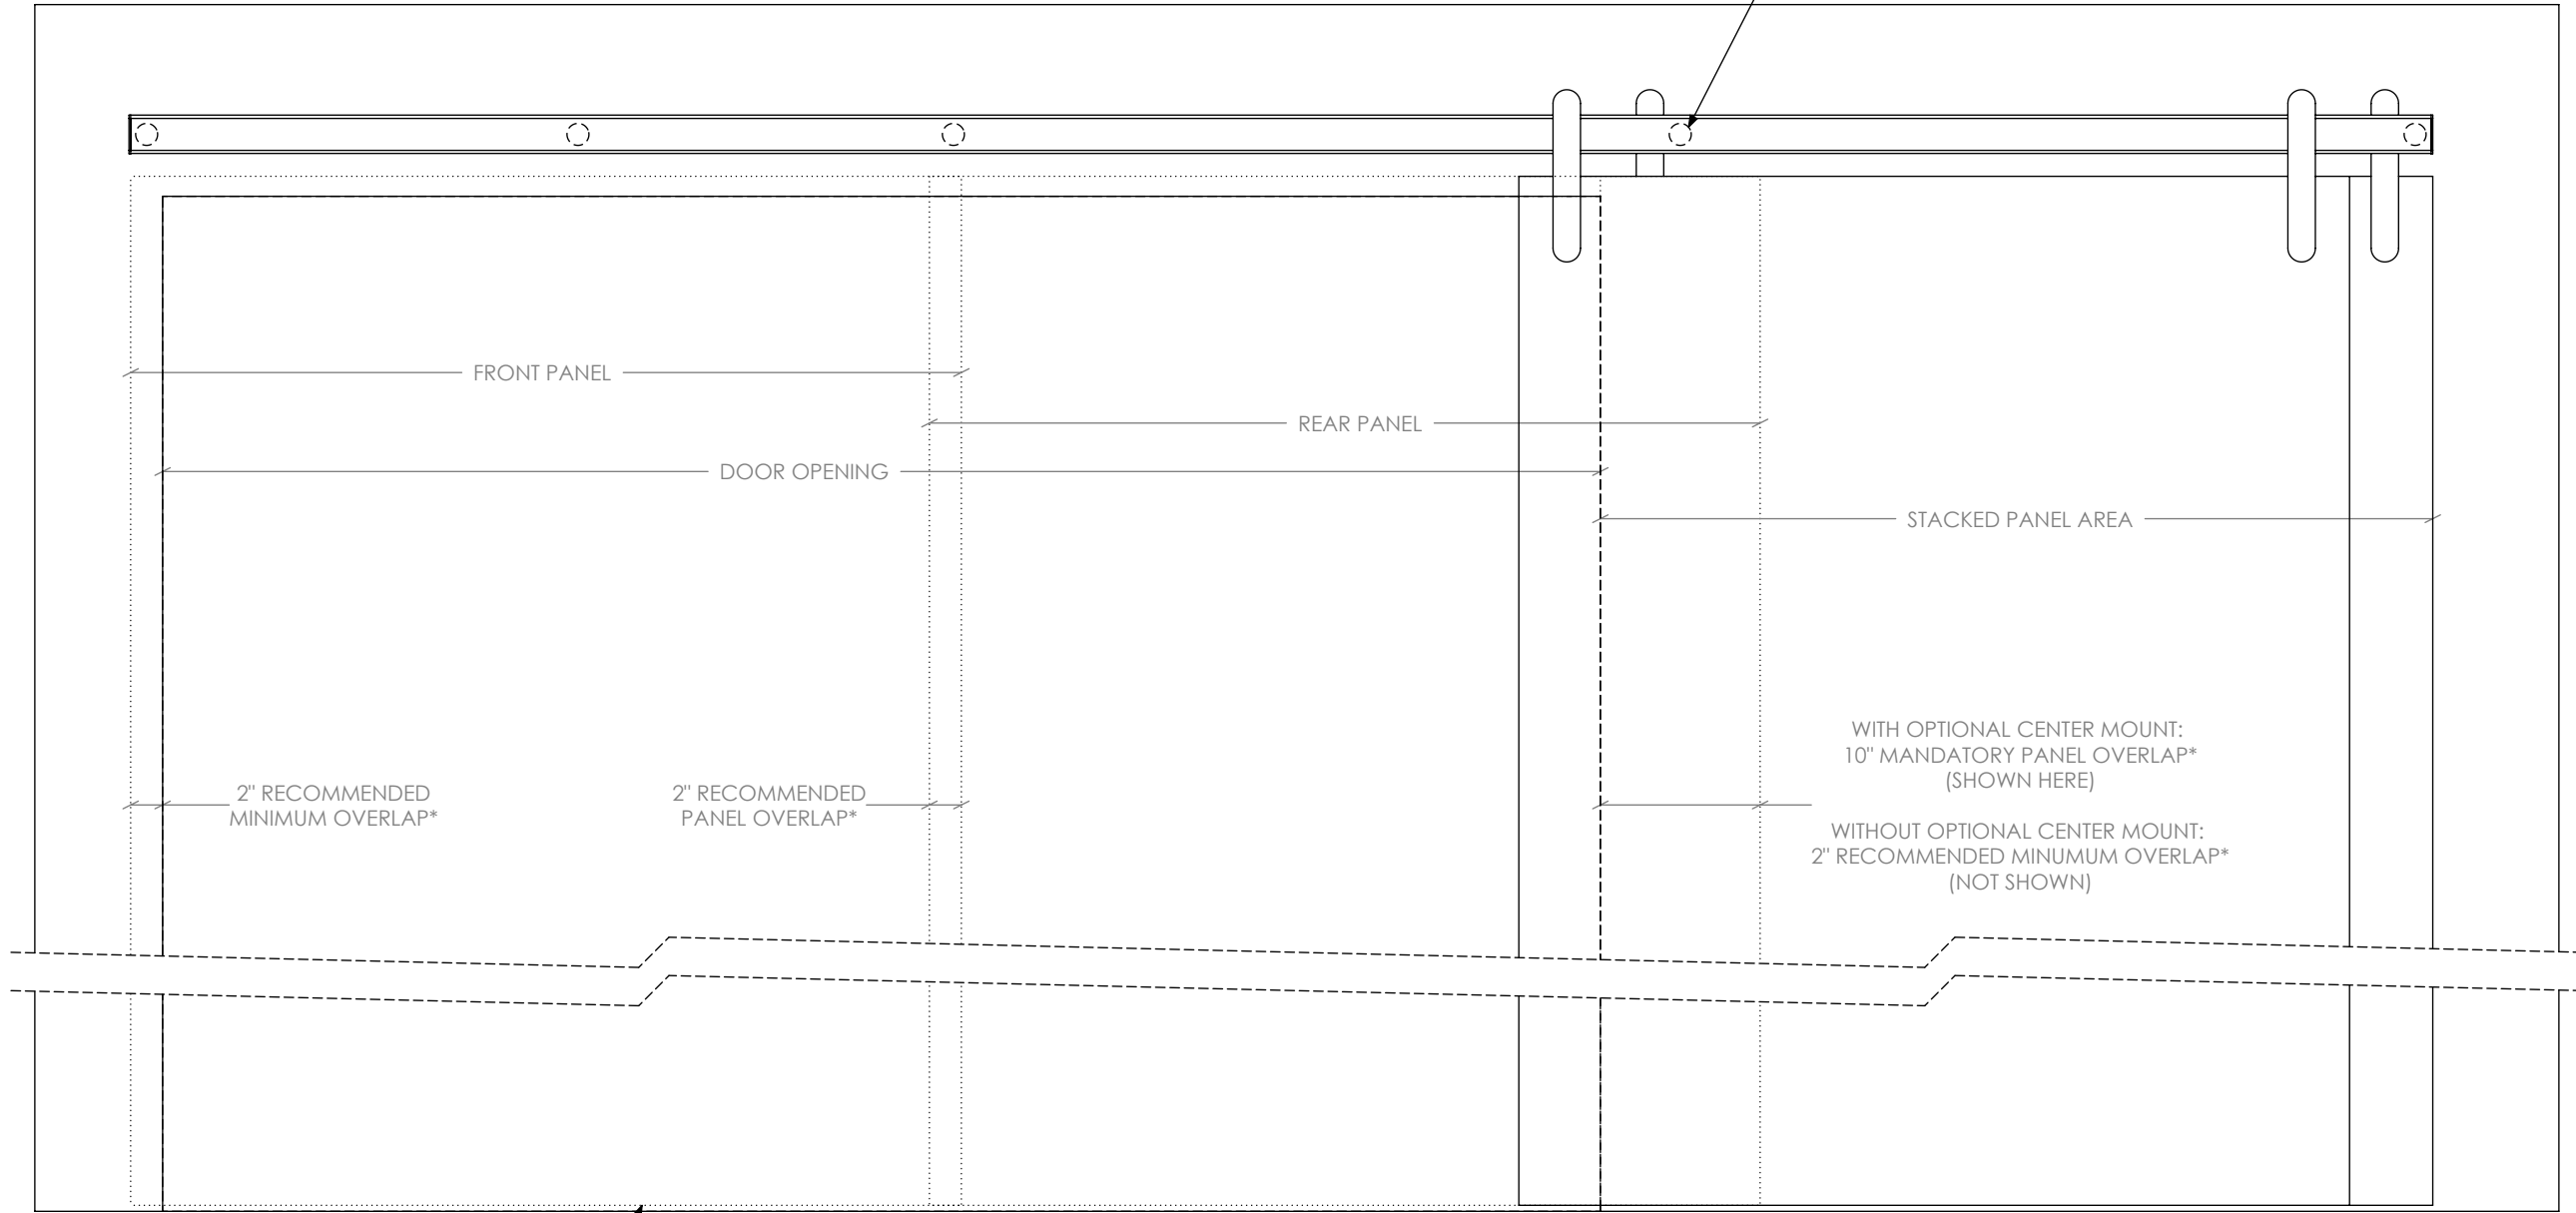 FRONT PANEL
REAR PANEL
DOOR OPENING
STACKED PANEL AREA
WITH OPTIONAL CENTER MOUNT:
10" MANDATORY PANEL OVERLAP*
(SHOWN HERE)
2" RECOMMENDED
MINIMUM OVERLAP*
2" RECOMMENDED
PANEL OVERLAP*
WITHOUT OPTIONAL CENTER MOUNT:
2" RECOMMENDED MINUMUM OVERLAP*
(NOT SHOWN)